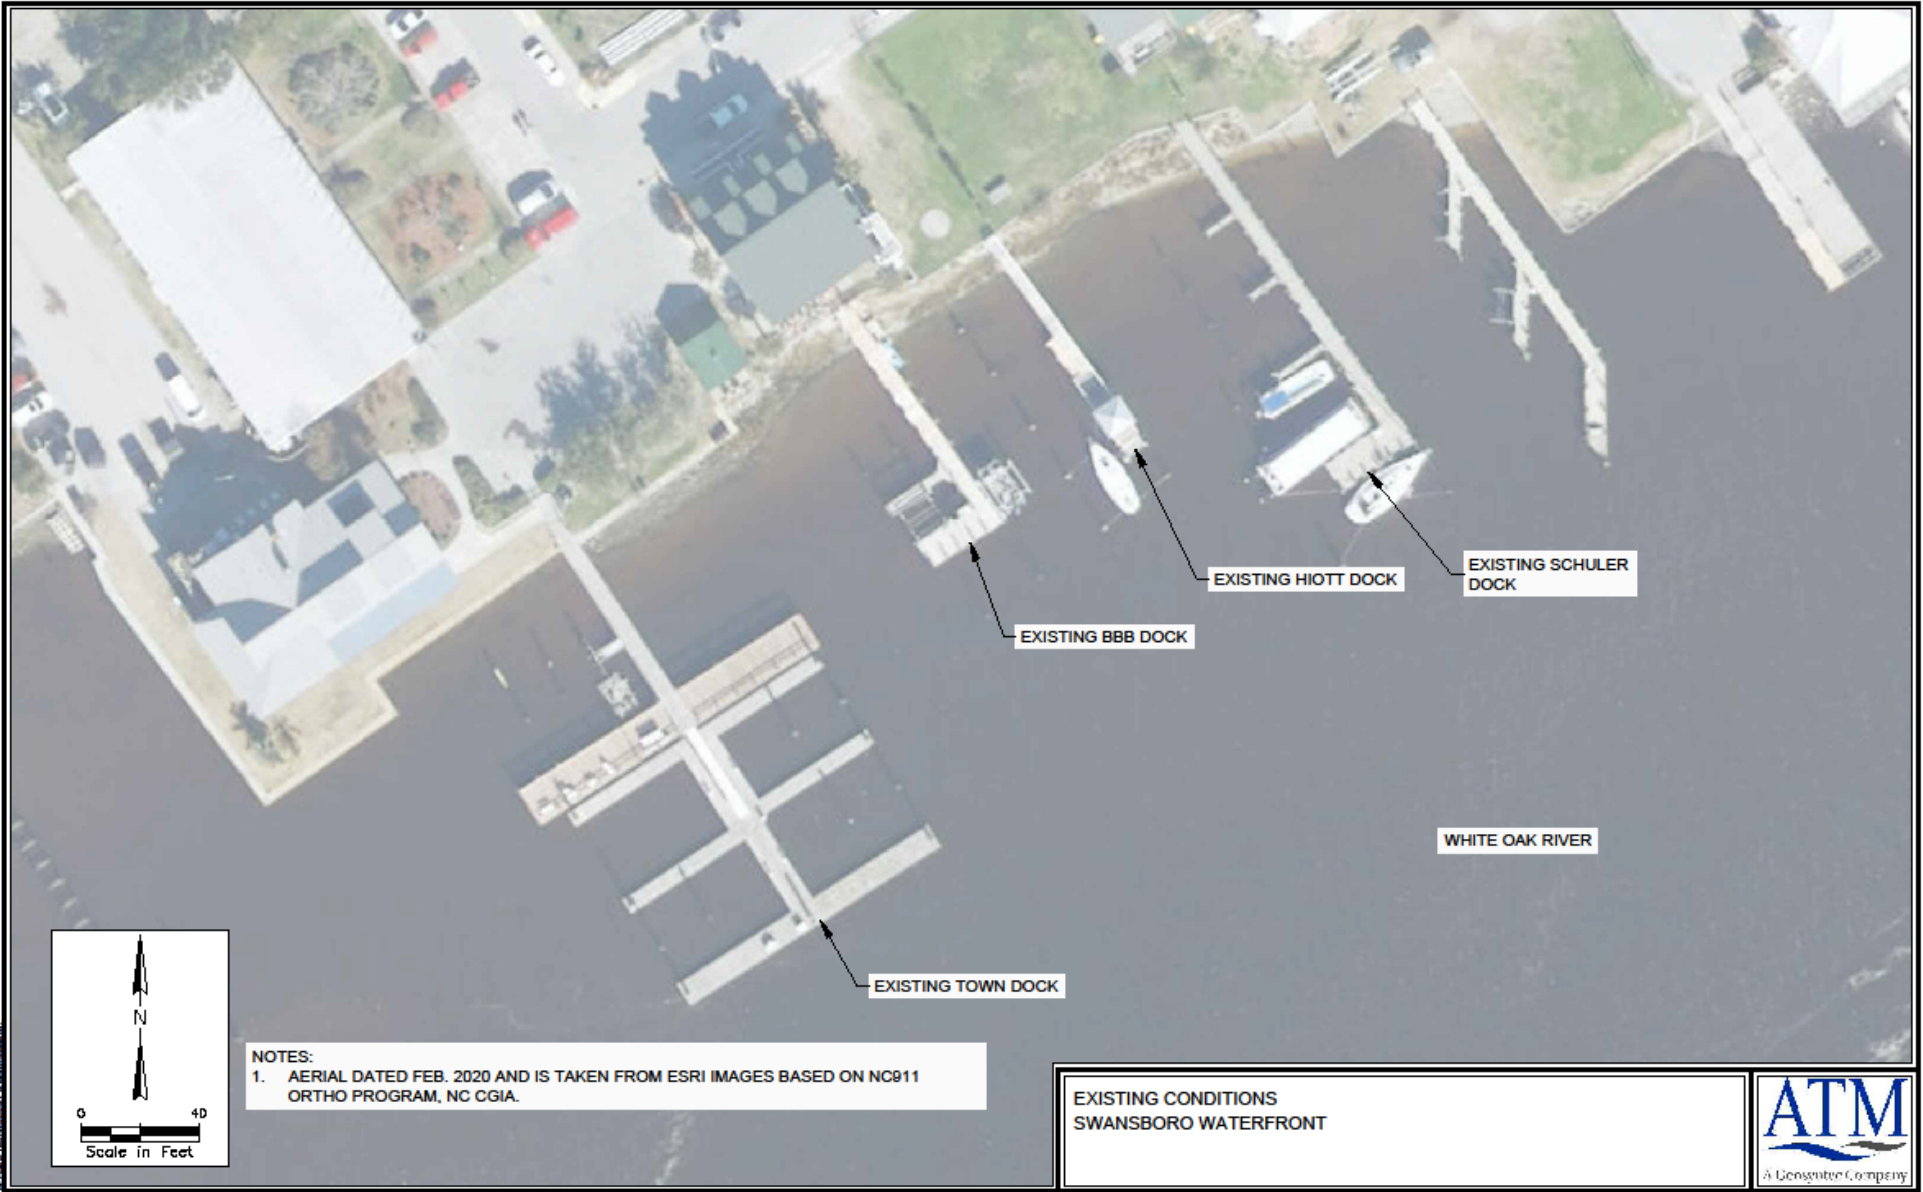 EXISTING SCHULER
DOCK
EXISTING HIOTT DOCK
EXISTING BBB DOCK
WHITE OAK RIVER
EXISTING TOWN DOCK
N
0 40
Scale in Feet
NOTES:
1. AERIAL DATED FEB. 2020 AND IS TAKEN FROM ESRI IMAGES BASED ON NC911
ORTHO PROGRAM, NC CGIA.
EXISTING CONDITIONS
SWANSBORO WATERFRONT
ATM
A Geosyntec Company